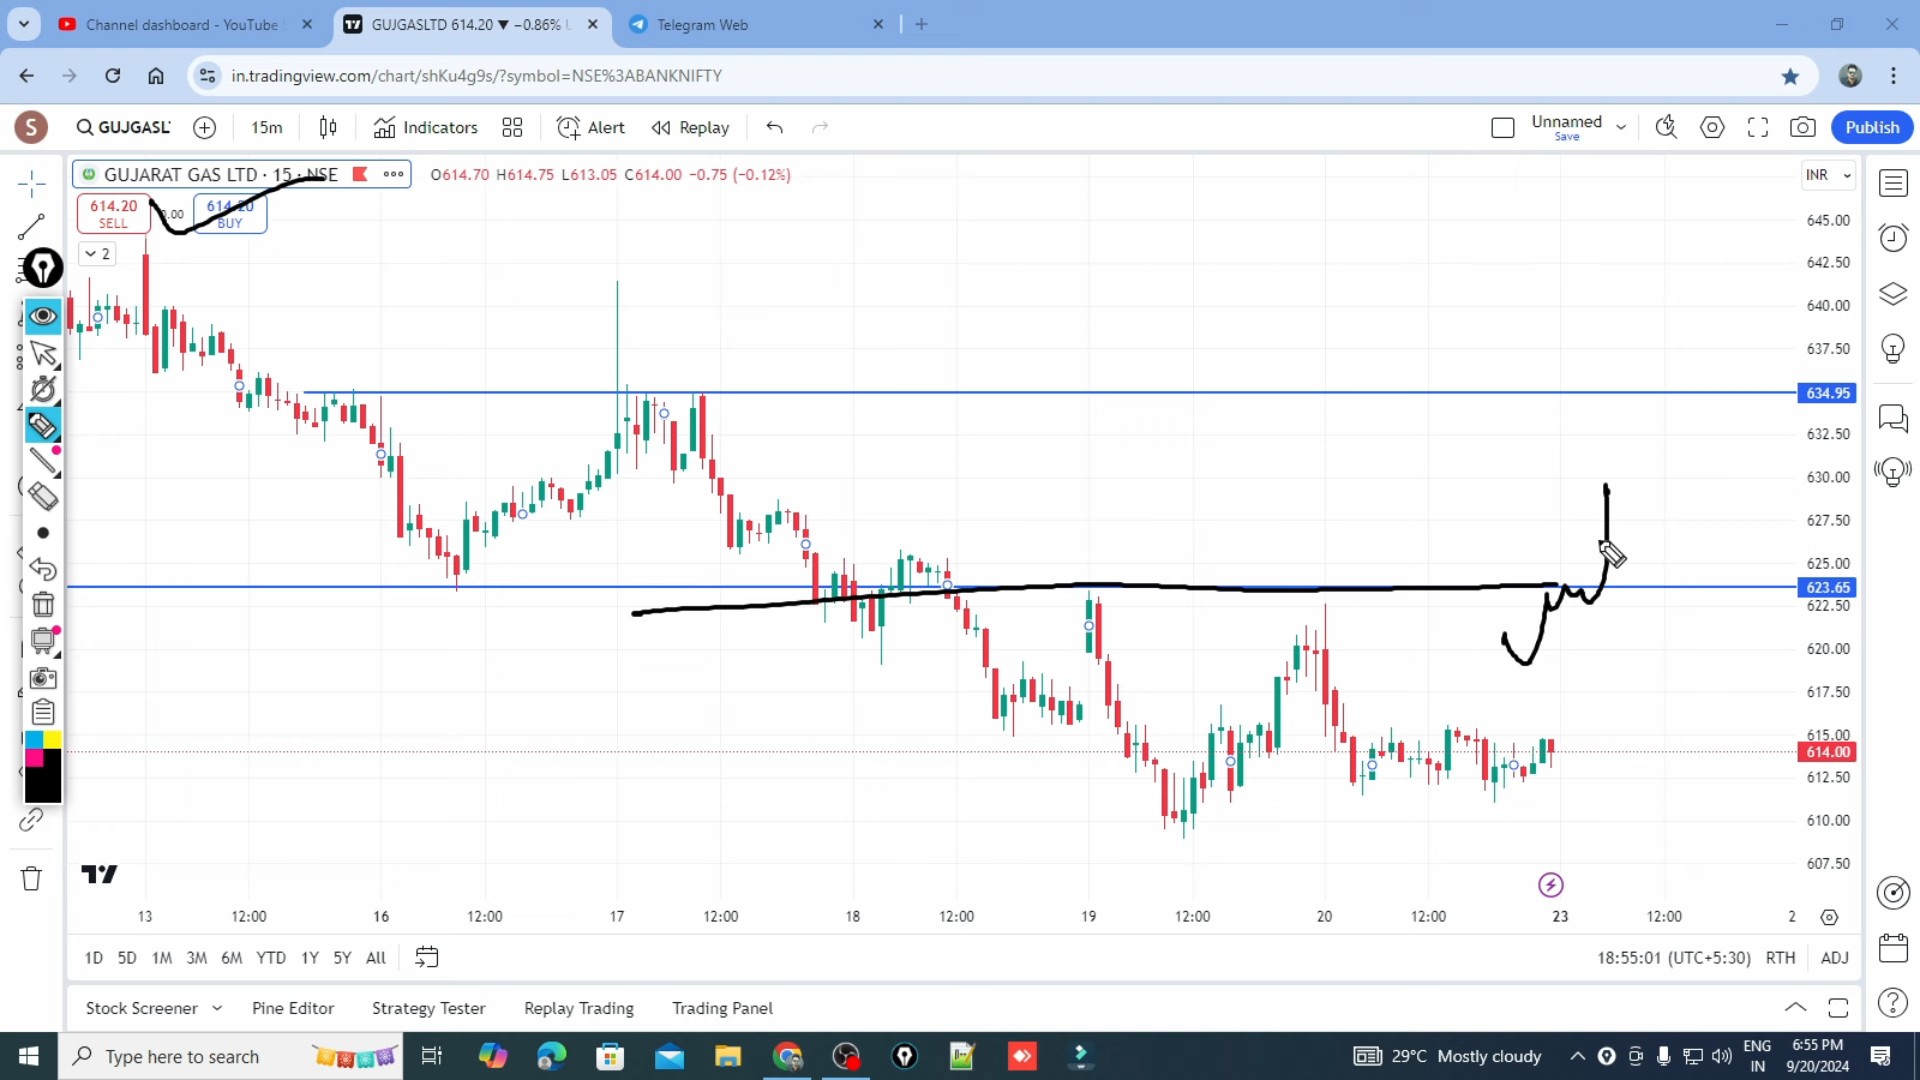 Channel dashboard - YouTube
GUJGASLTD 614.20 ▼ −0.86%
Telegram Web
in.tradingview.com/chart/shKu4g9s/?symbol=NSE%3ABANKNIFTY
S
GUJGASL
15m
Indicators
Alert
Replay
Unnamed
Save
Publish
GUJARAT GAS LTD · 15 · NSE
O614.70 H614.75 L613.05 C614.00 −0.75 (−0.12%)
INR
614.20
SELL
614.20
BUY
2
645.00
642.50
640.00
637.50
634.95
632.50
630.00
627.50
625.00
623.65
622.50
620.00
617.50
615.00
614.00
612.50
610.00
607.50
13 12:00 16 12:00 17 12:00 18 12:00 19 12:00 20 12:00 23 12:00 2
1D 5D 1M 3M 6M YTD 1Y 5Y All
18:55:01 (UTC+5:30) RTH ADJ
Stock Screener Pine Editor Strategy Tester Replay Trading Trading Panel
Type here to search
29°C Mostly cloudy
ENG
IN
6:55 PM
9/20/2024